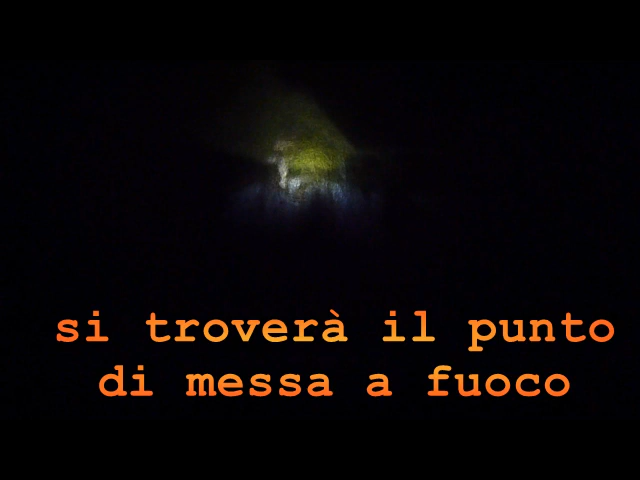 si troverà il punto
di messa a fuoco